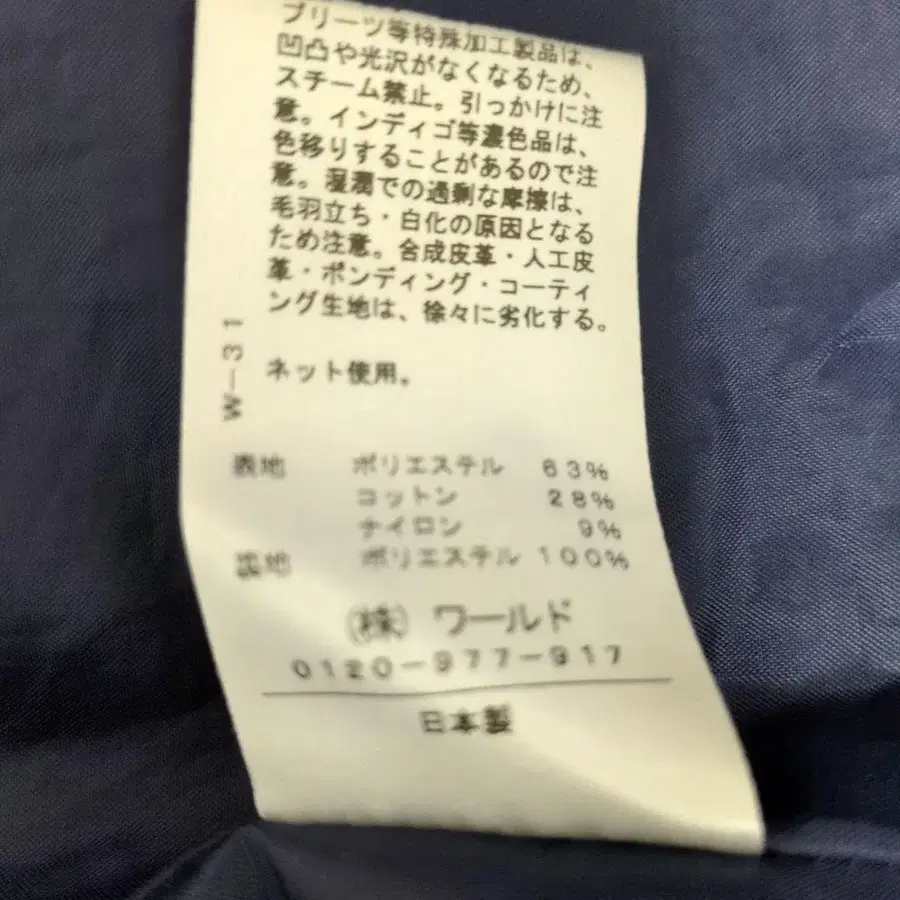 プリーツ等特殊加工製品は、
凹凸や光沢がなくなるため、
スチーム禁止。引っかけに注
意。インディゴ等濃色品は、
色移りすることがあるので注
意。湿潤での過剰な摩擦は、
毛羽立ち・白化の原因となる
ため注意。合成皮革・人工皮
革・ボンディング・コーティ
ング生地は、徐々に劣化する。
W-31
ネット使用。
表地 ポリエステル 63%
コットン 28%
ナイロン 9%
裏地 ポリエステル 100%
(株) ワールド
0120-977-917
日本製